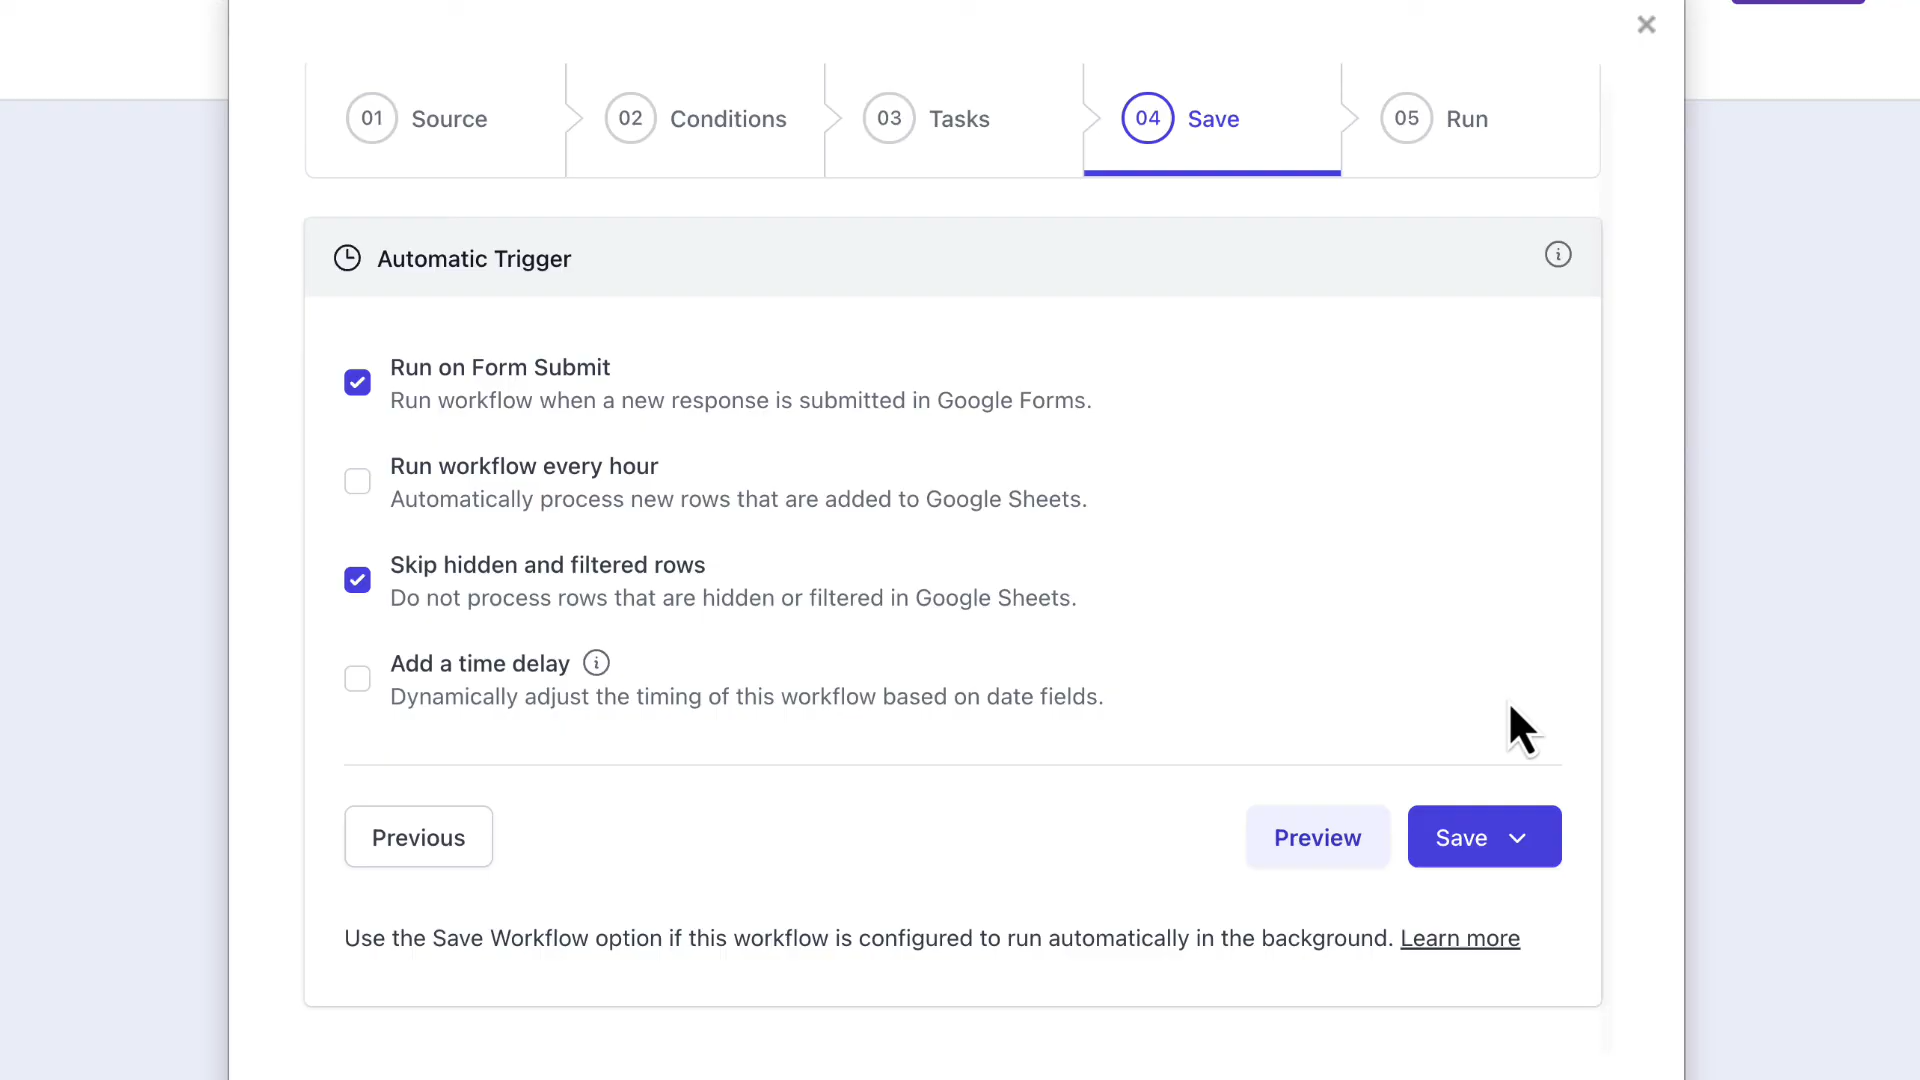 01 Source 02 Conditions 03 Tasks 04 Save 05 Run
Automatic Trigger
Run on Form Submit
Run workflow when a new response is submitted in Google Forms.
Run workflow every hour
Automatically process new rows that are added to Google Sheets.
Skip hidden and filtered rows
Do not process rows that are hidden or filtered in Google Sheets.
Add a time delay
Dynamically adjust the timing of this workflow based on date fields.
Previous Preview Save
Use the Save Workflow option if this workflow is configured to run automatically in the background. Learn more